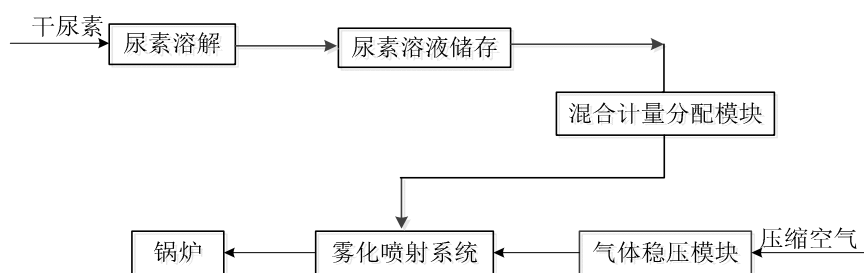 干尿素
尿素溶解
尿素溶液储存
混合计量分配模块
锅炉
雾化喷射系统
气体稳压模块
压缩空气